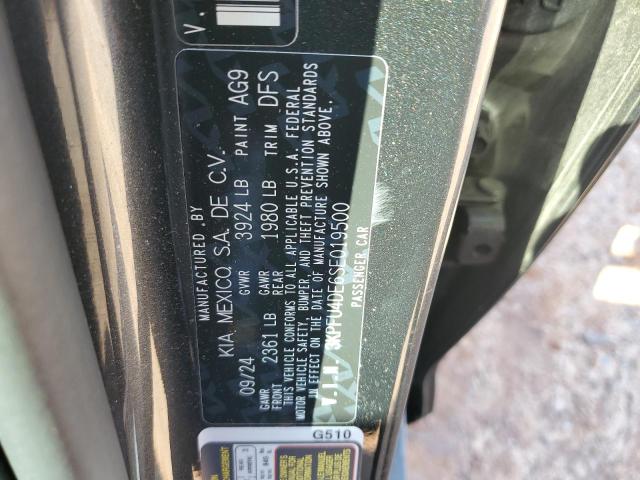 V.
MANUFACTURED BY
KIA MEXICO, S.A. DE C.V.
09/24 GVWR 3924 LB PAINT AG9
GAWR FRONT 2361 LB GAWR REAR 1980 LB TRIM DFS
THIS VEHICLE CONFORMS TO ALL APPLICABLE U.S.A. FEDERAL
MOTOR VEHICLE SAFETY, BUMPER, AND THEFT PREVENTION STANDARDS
IN EFFECT ON THE DATE OF MANUFACTURE SHOWN ABOVE.
V.I.N 3KPFU4DE6SE019500
PASSENGER CAR
G510